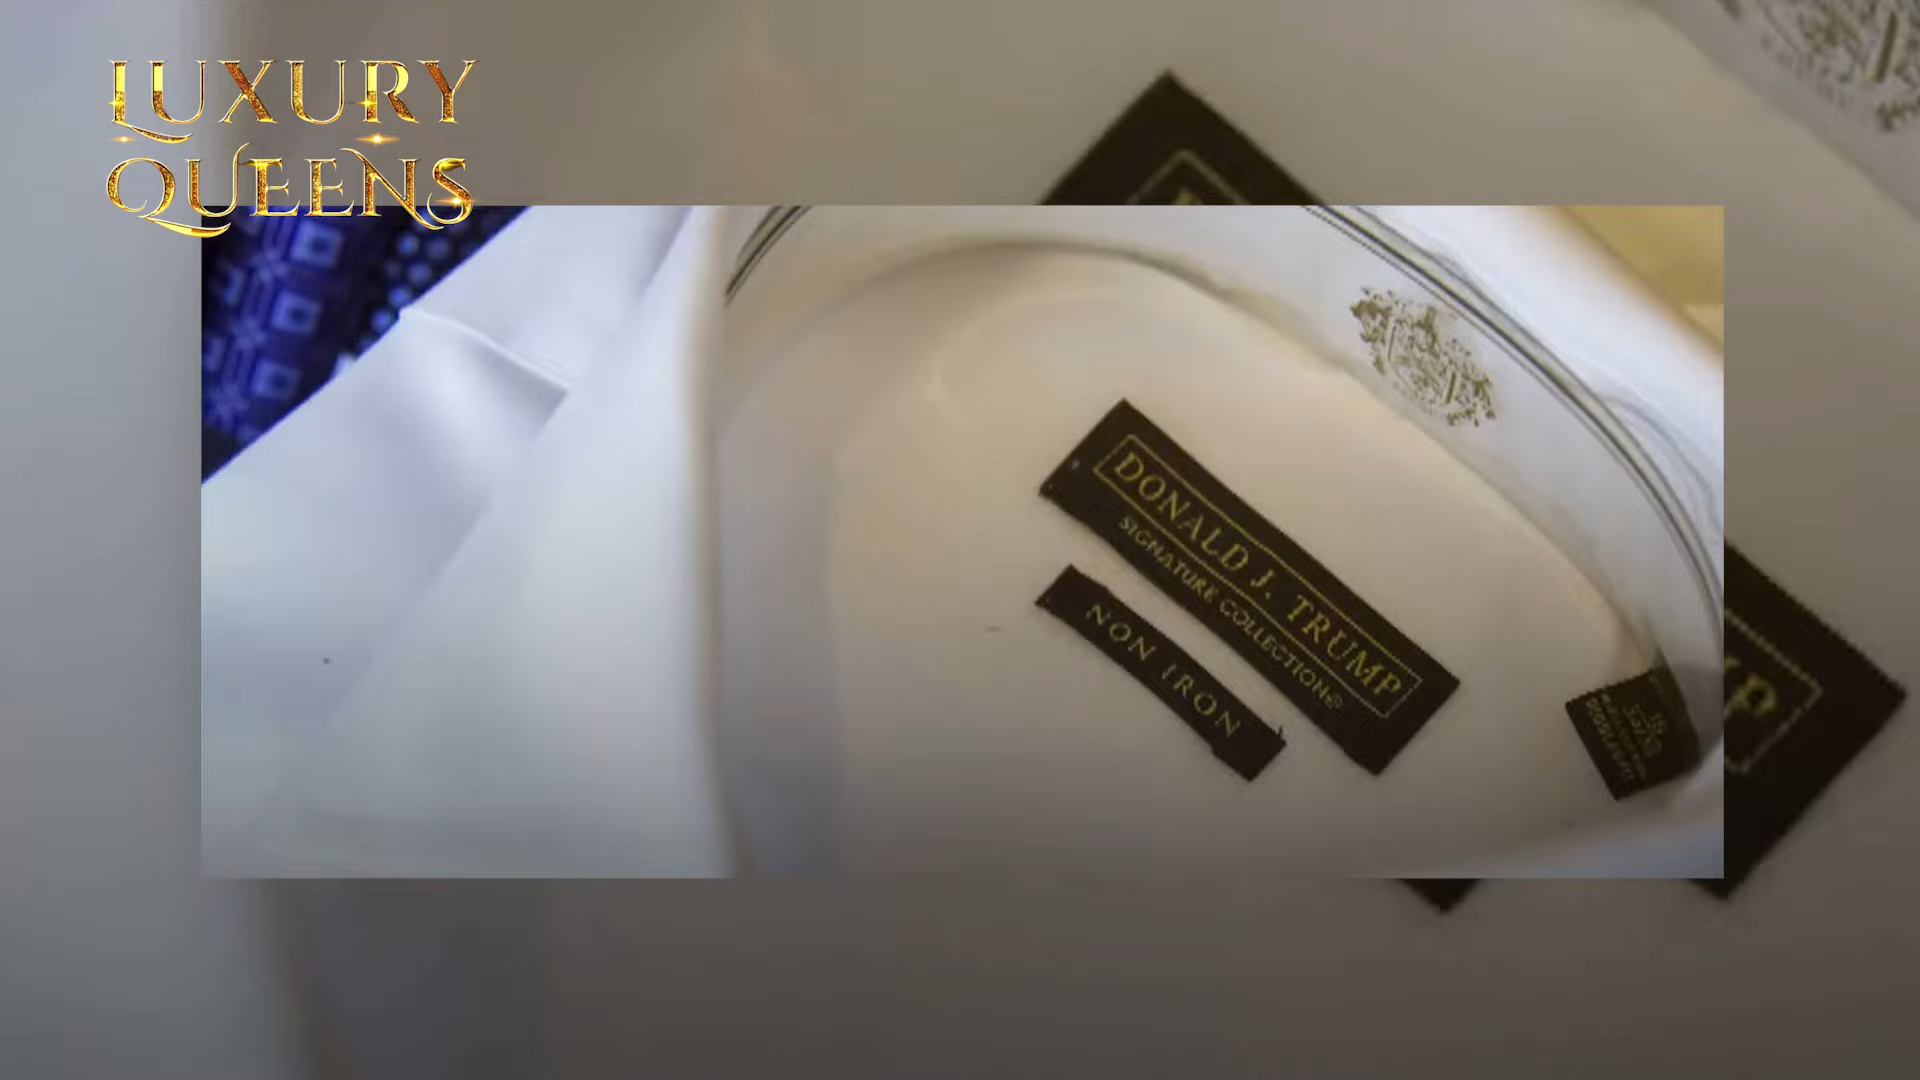 LUXURY
QUEENS
DONALD J. TRUMP
SIGNATURE COLLECTION®
NON IRON